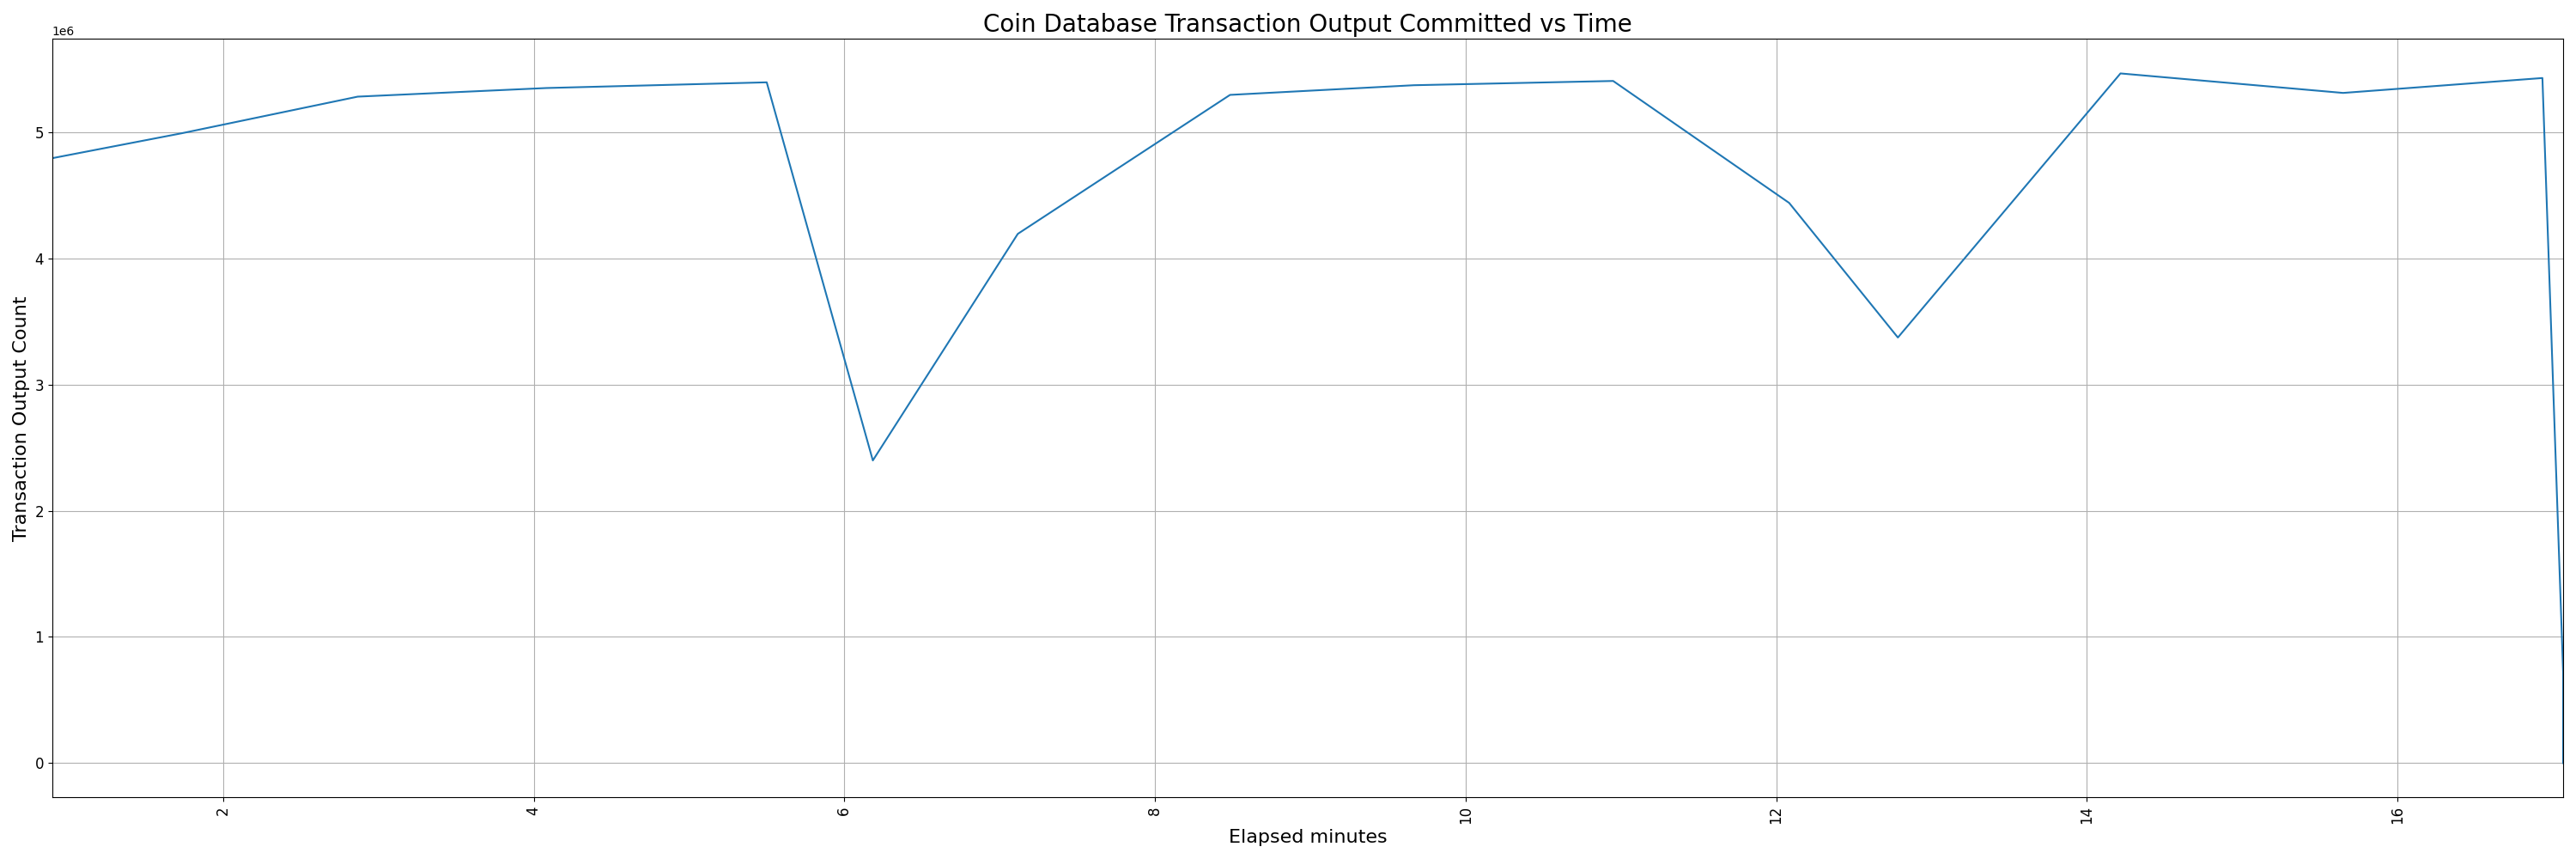 Coin Database Transaction Output Committed vs Time
1e6
5
4
3
2
1
0
Transaction Output Count
2 4 6 8 10 12 14 16
Elapsed minutes